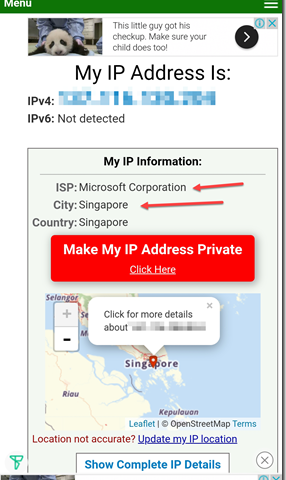 Menu
This little guy got his
checkup. Make sure your
child does too!
My IP Address Is:
IPv4:
IPv6: Not detected
My IP Information:
ISP: Microsoft Corporation
City: Singapore
Country: Singapore
Make My IP Address Private
Click Here
Selangor
+
-
Click for more details
about
×
Singapore
Riau
Kepulauan
Leaflet | © OpenStreetMap Terms
Location not accurate? Update my IP location
Show Complete IP Details